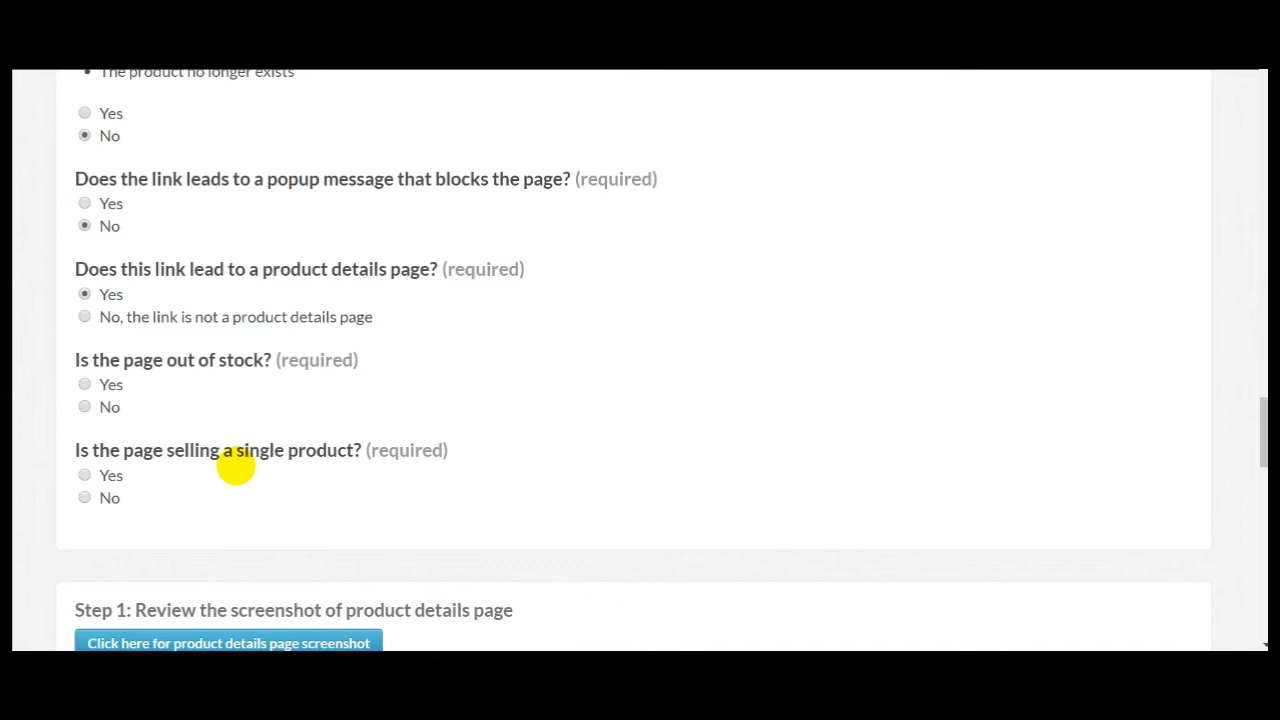 The product no longer exists
Yes
No
Does the link leads to a popup message that blocks the page? (required)
Yes
No
Does this link lead to a product details page? (required)
Yes
No, the link is not a product details page
Is the page out of stock? (required)
Yes
No
Is the page selling a single product? (required)
Yes
No
Step 1: Review the screenshot of product details page
Click here for product details page screenshot